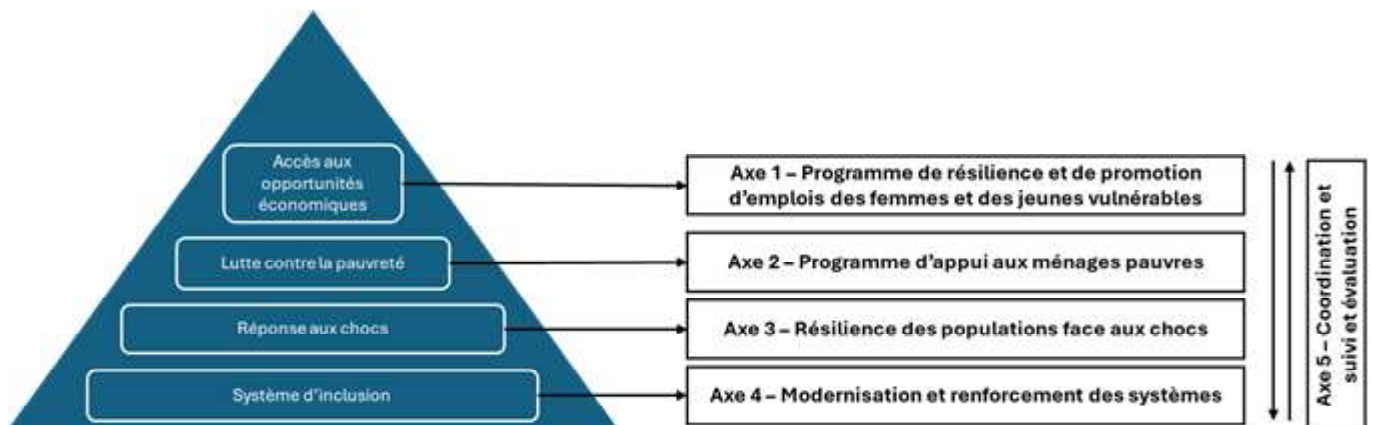 Accès aux
opportunités
économiques
Axe 1 – Programme de résilience et de promotion
d'emplois des femmes et des jeunes vulnérables
Lutte contre la pauvreté
Axe 2 – Programme d'appui aux ménages pauvres
Réponse aux chocs
Axe 3 – Résilience des populations face aux chocs
Système d'inclusion
Axe 4 – Modernisation et renforcement des systèmes
Axe 5 – Coordination et
suivi et évaluation